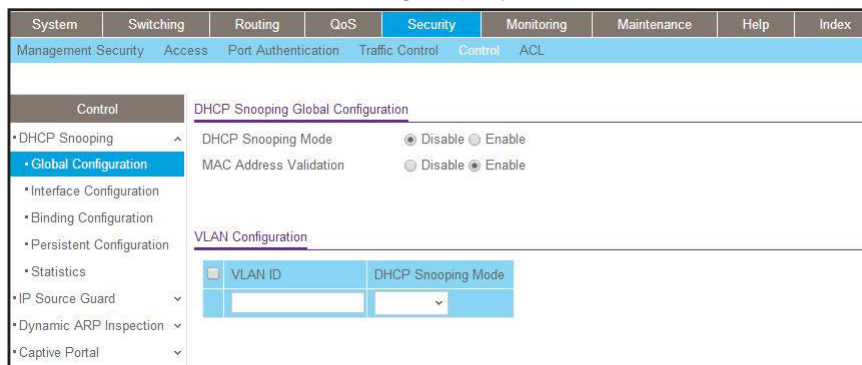 System Switching Routing QoS Security Monitoring Maintenance Help Index
Management Security Access Port Authentication Traffic Control Control ACL
Control
DHCP Snooping
Global Configuration
Interface Configuration
Binding Configuration
Persistent Configuration
Statistics
IP Source Guard
Dynamic ARP Inspection
Captive Portal
DHCP Snooping Global Configuration
DHCP Snooping Mode Disable Enable
MAC Address Validation Disable Enable
VLAN Configuration
VLAN ID DHCP Snooping Mode